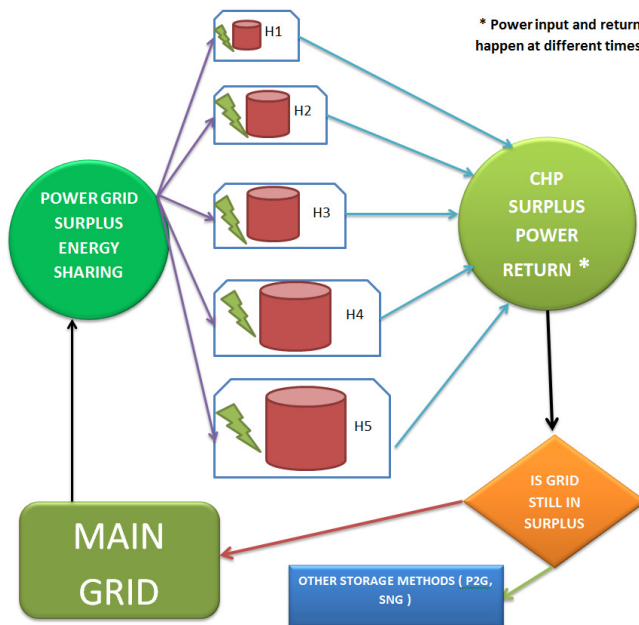 * Power input and return
happen at different times
H1
H2
H3
H4
H5
POWER GRID
SURPLUS
ENERGY
SHARING
CHP
SURPLUS
POWER
RETURN *
IS GRID
STILL IN
SURPLUS
MAIN
GRID
OTHER STORAGE METHODS ( P2G,
SNG )